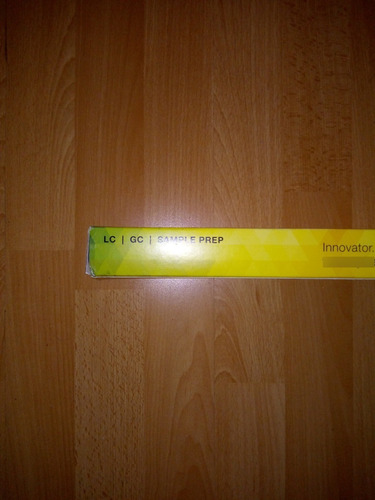 LC | GC | SAMPLE PREP
Innovator.